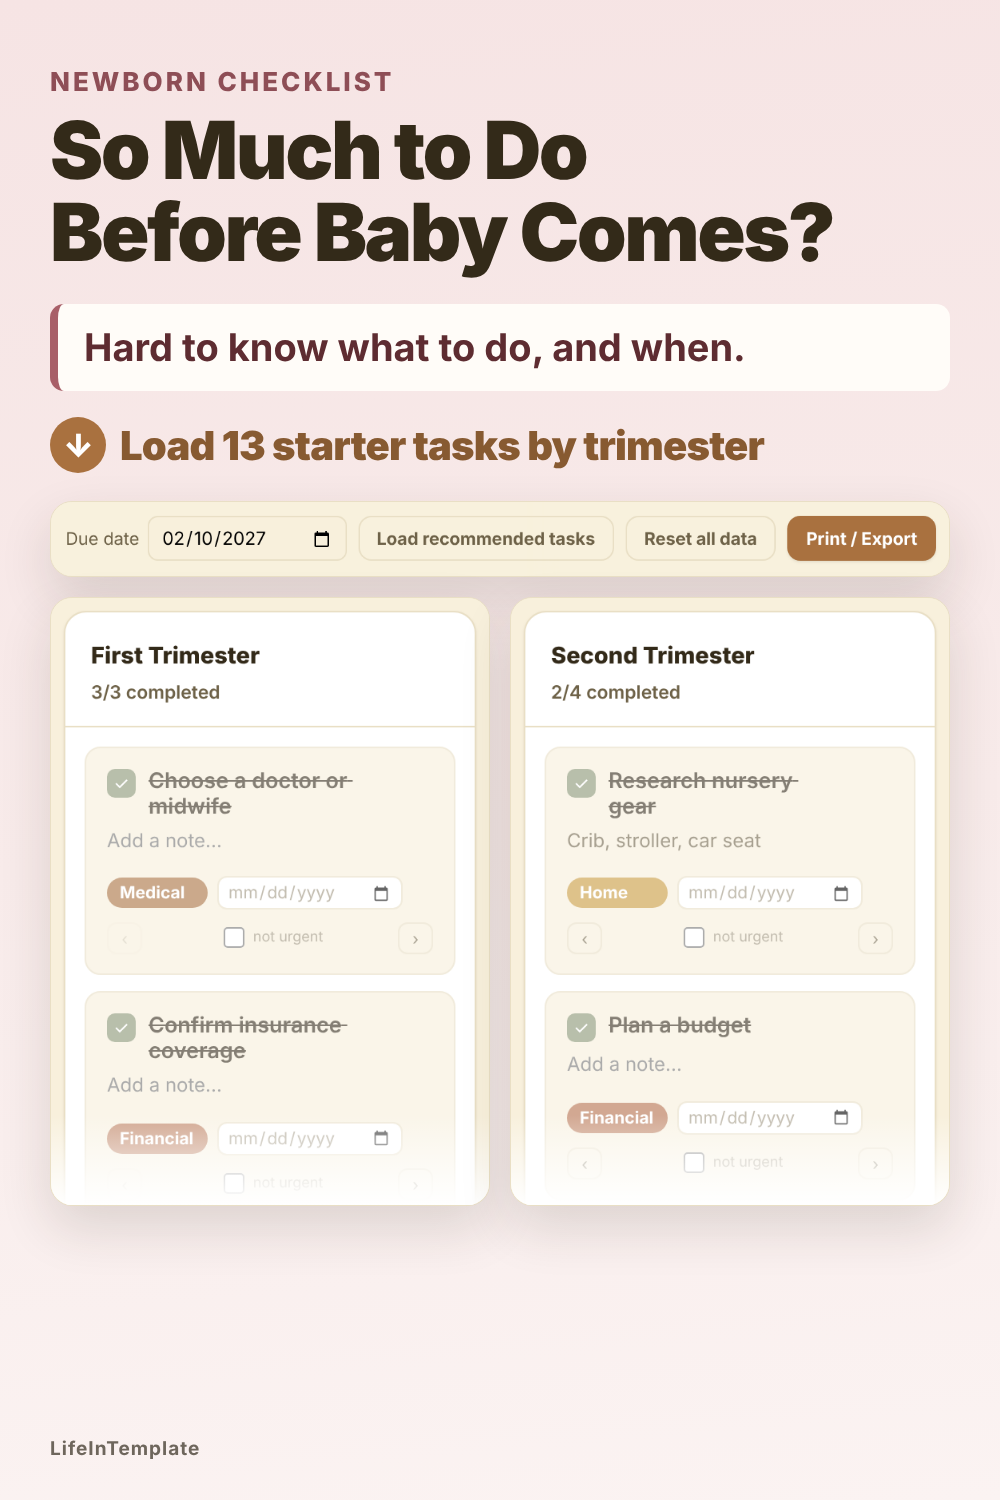 NEWBORN CHECKLIST
So Much to Do
Before Baby Comes?
Hard to know what to do, and when.
Load 13 starter tasks by trimester
Due date 02/10/2027 Load recommended tasks Reset all data Print / Export
First Trimester
3/3 completed
Choose a doctor or
midwife
Add a note...
Medical mm/dd/yyyy
‹ not urgent ›
Confirm insurance
coverage
Add a note...
Financial mm/dd/yyyy
not urgent ›
Second Trimester
2/4 completed
Research nursery
gear
Crib, stroller, car seat
Home mm/dd/yyyy
‹ not urgent ›
Plan a budget
Add a note...
Financial mm/dd/yyyy
‹ not urgent ›
LifeInTemplate